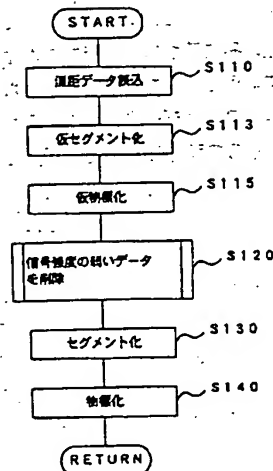 START
測距データ読込
S110
仮セグメント化
S113
仮物標化
S115
信号強度の弱いデータ
を削除
S120
セグメント化
S130
物標化
S140
RETURN